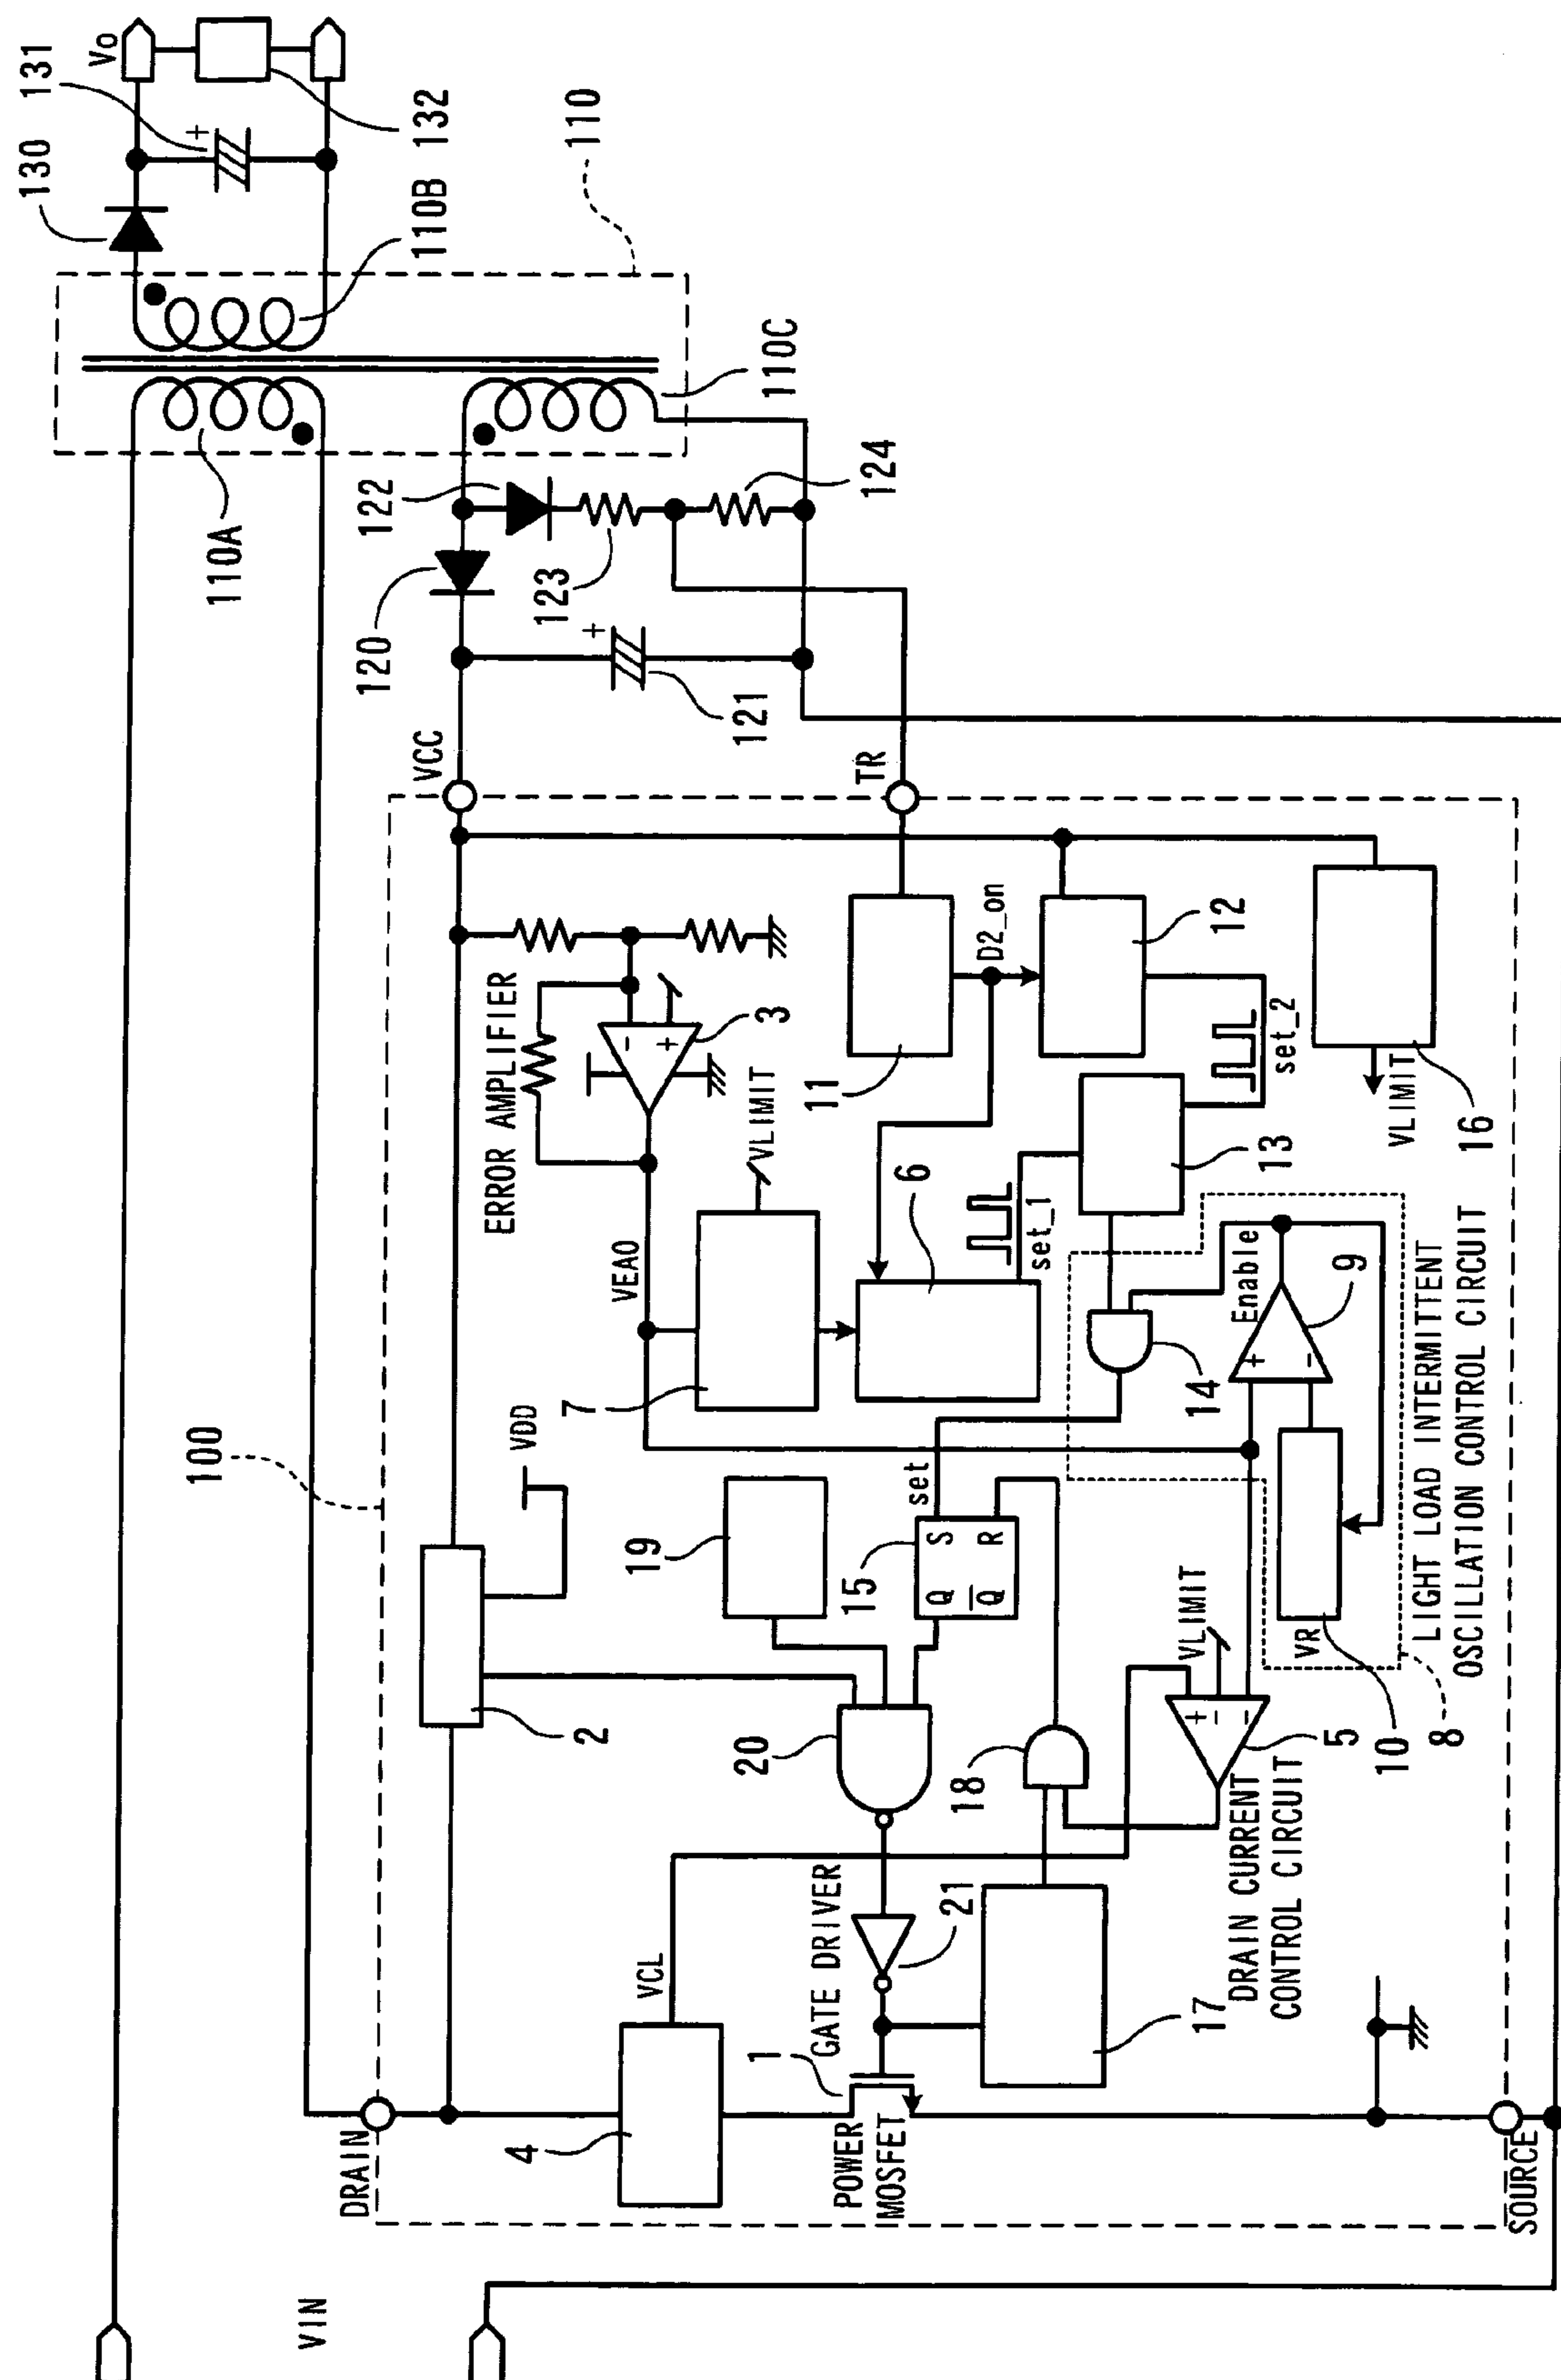 VIN
DRAIN
SOURCE
100
VCC
TR
Vo
130
131
132
110
110A
110B
110C
120
121
122
123
124
2
VDD
ERROR AMPLIFIER
-
+
3
VEAO
7
VLIMIT
6
11
D2_on
12
set_1
set_2
13
VLIMIT
16
19
20
set
15
S
R
Q
Q
14
Enable
+
-
9
VR
10
8
LIGHT LOAD INTERMITTENT
OSCILLATION CONTROL CIRCUIT
VLIMIT
+
-
-
5
DRAIN CURRENT
CONTROL CIRCUIT
18
17
GATE DRIVER
21
VCL
4
1
POWER
MOSFET
+
+